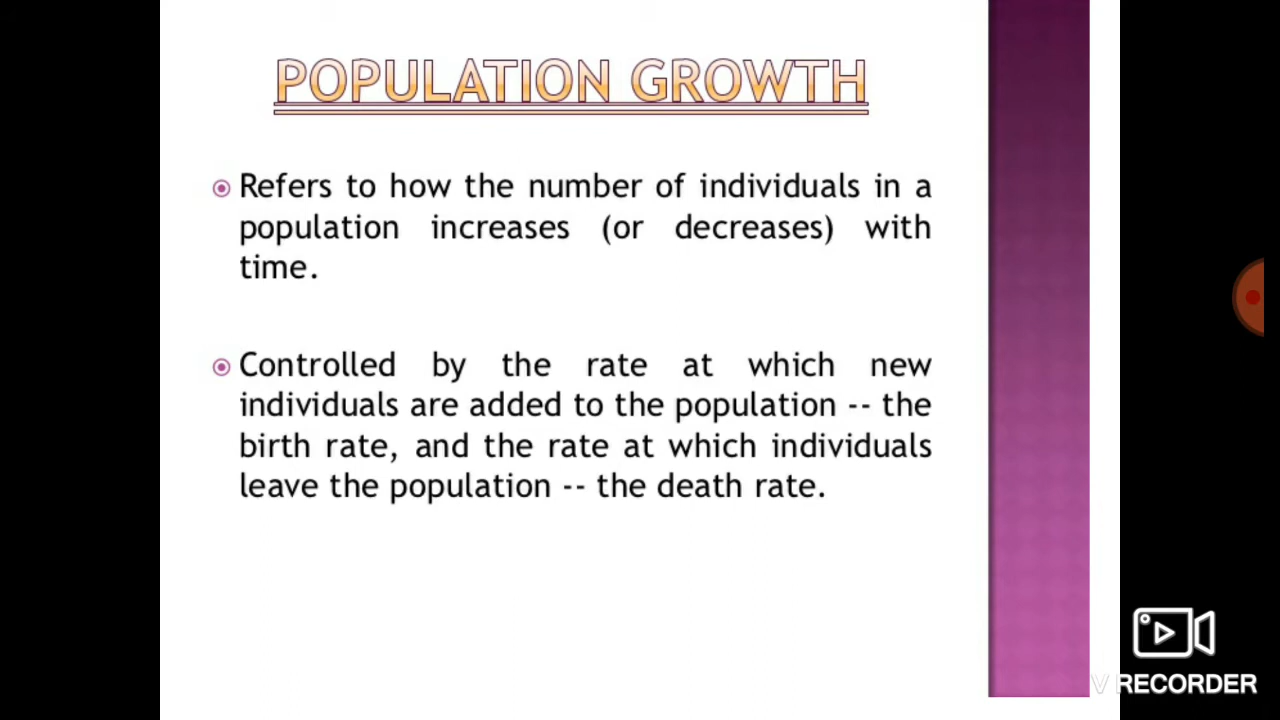 POPULATION GROWTH
Refers to how the number of individuals in a
population increases (or decreases) with
time.
Controlled by the rate at which new
individuals are added to the population -- the
birth rate, and the rate at which individuals
leave the population -- the death rate.
V RECORDER